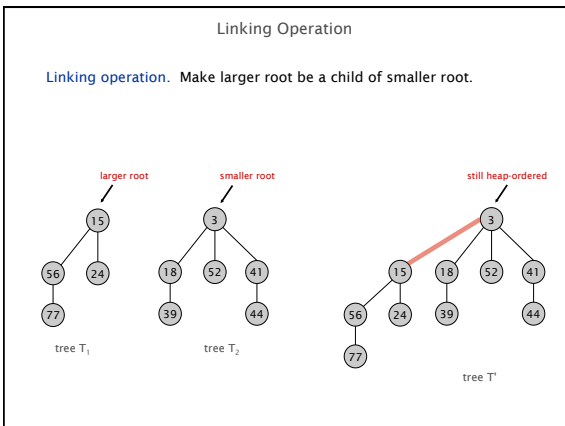 Linking Operation
Linking operation. Make larger root be a child of smaller root.
larger root
smaller root
still heap-ordered
15
3
3
56
24
18
52
41
15
18
52
41
77
39
44
56
24
39
44
77
tree T1
tree T2
tree T'